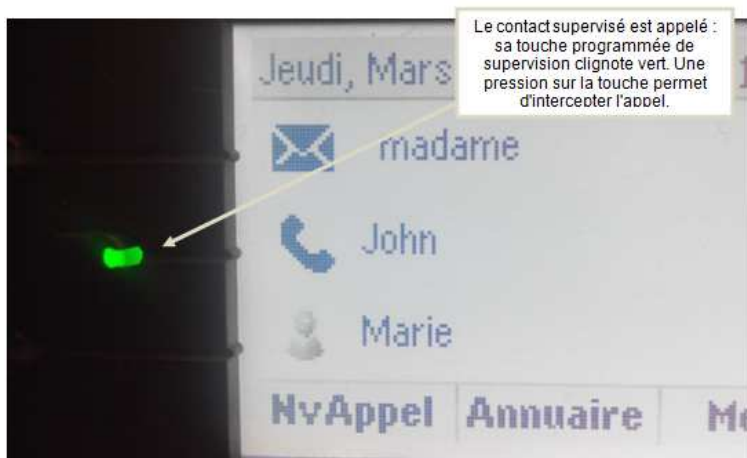 Le contact supervisé est appelé :
sa touche programmée de
supervision clignote vert. Une
pression sur la touche permet
d'intercepter l'appel.
Jeudi, Mars
madame
John
Marie
NvAppel Annuaire